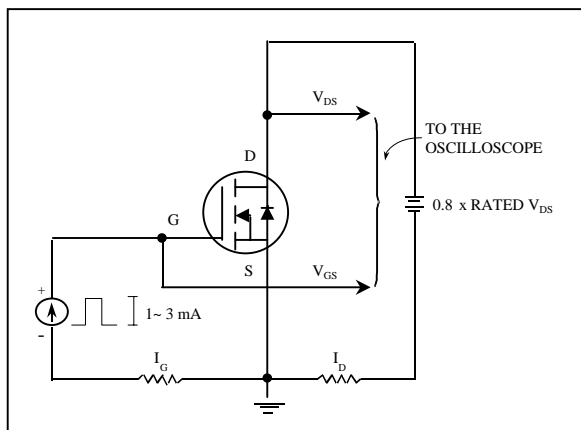 V_DS
TO THE
OSCILLOSCOPE
D
0.8 x RATED V_DS
G
S
V_GS
+
1~ 3 mA
-
I_G
I_D